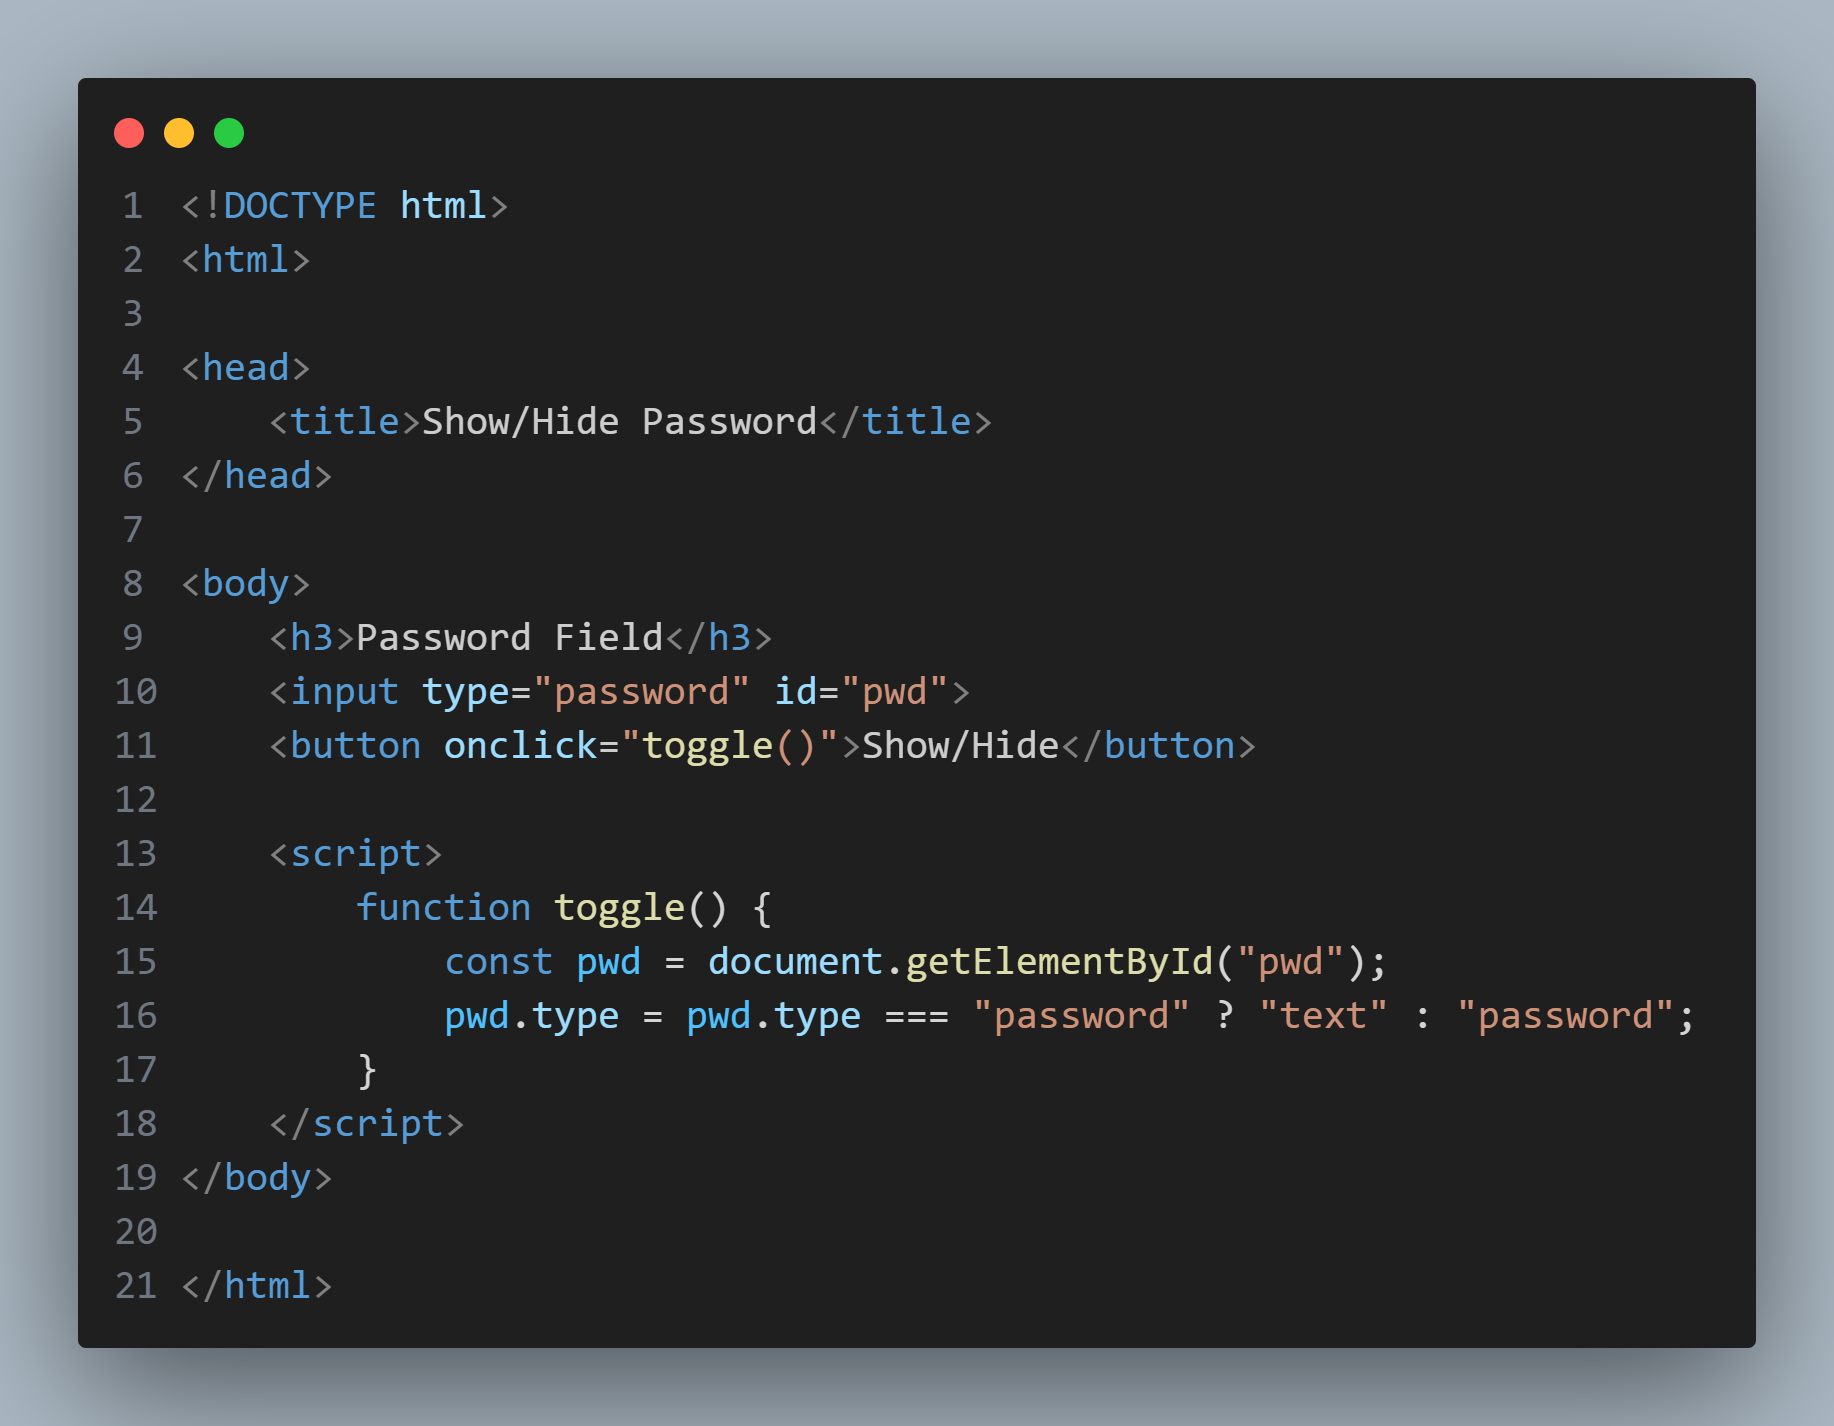 1 <!DOCTYPE html>
2 <html>
3
4 <head>
5     <title>Show/Hide Password</title>
6 </head>
7
8 <body>
9     <h3>Password Field</h3>
10     <input type="password" id="pwd">
11     <button onclick="toggle()">Show/Hide</button>
12
13     <script>
14         function toggle() {
15             const pwd = document.getElementById("pwd");
16             pwd.type = pwd.type === "password" ? "text" : "password";
17         }
18     </script>
19 </body>
20
21 </html>